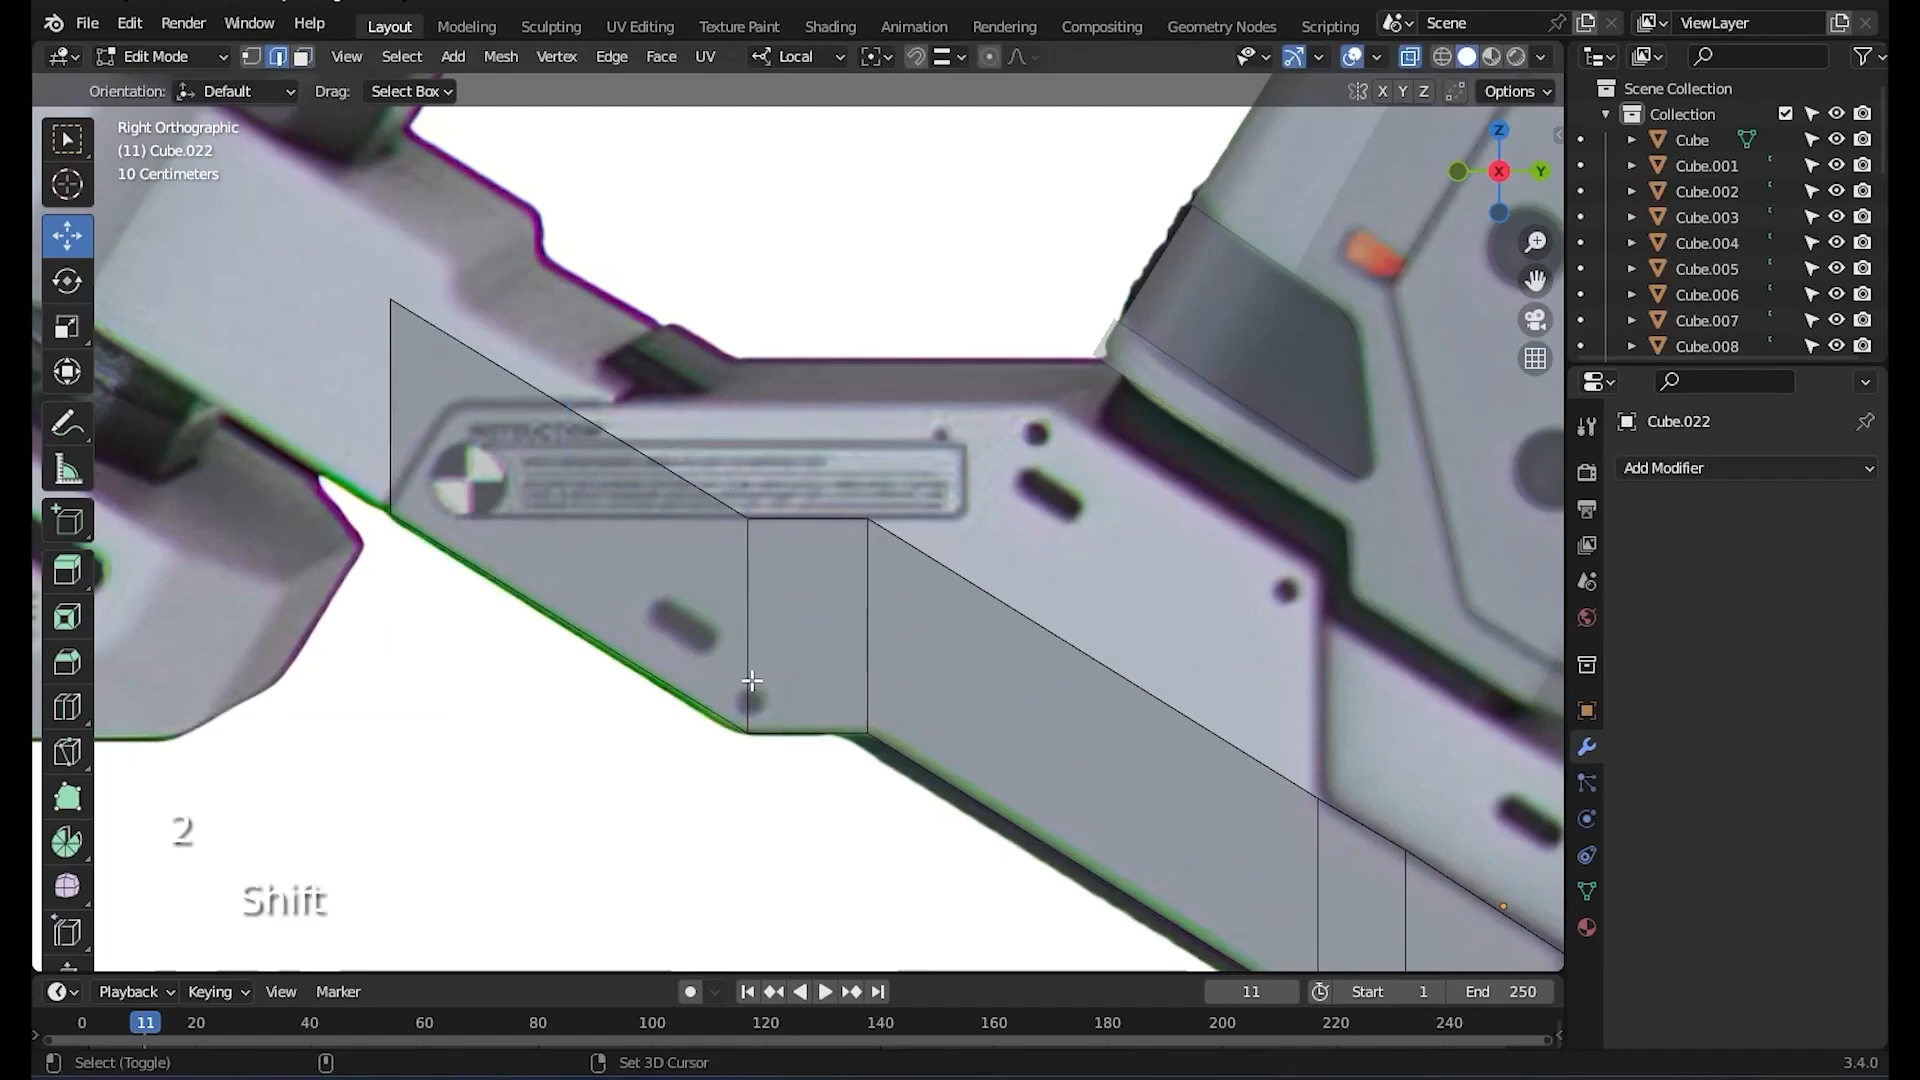 File Edit Render Window Help Layout Modeling Sculpting UV Editing Texture Paint Shading Animation Rendering Compositing Geometry Nodes Scripting Scene ViewLayer
Edit Mode View Select Add Mesh Vertex Edge Face UV Local
Orientation: Default Drag: Select Box X Y Z Options
Scene Collection
Collection
Cube
Cube.001
Cube.002
Cube.003
Cube.004
Cube.005
Cube.006
Cube.007
Cube.008
Right Orthographic
(11) Cube.022
10 Centimeters
Z
X
Y
Cube.022
Add Modifier
2
Shift
Playback Keying View Marker 11 Start 1 End 250
0 11 20 40 60 80 100 120 140 160 180 200 220 240
Select (Toggle) Set 3D Cursor 3.4.0